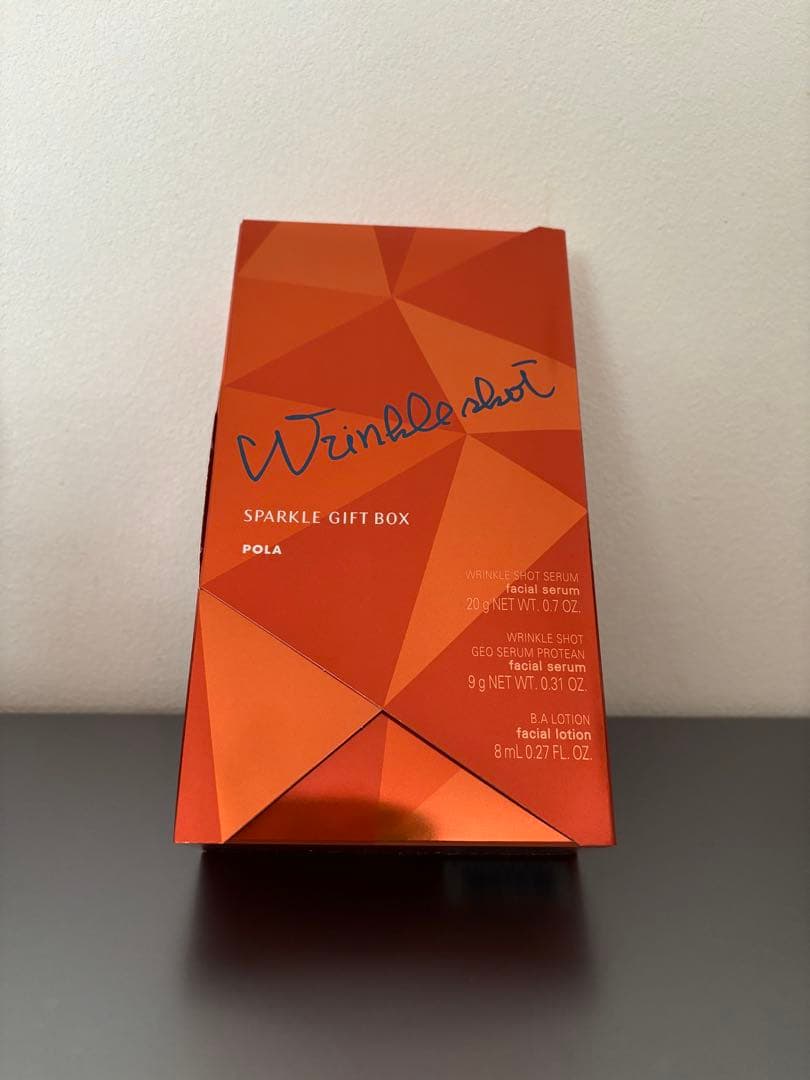 Wrinkle shot
SPARKLE GIFT BOX
POLA
WRINKLE SHOT SERUM
facial serum
20 g NET WT. 0.7 OZ.
WRINKLE SHOT
GEO SERUM PROTEAN
facial serum
9 g NET WT. 0.31 OZ.
B.A LOTION
facial lotion
8 mL 0.27 FL. OZ.